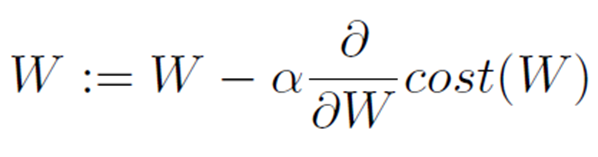 W := W − α ∂/∂W cost(W)